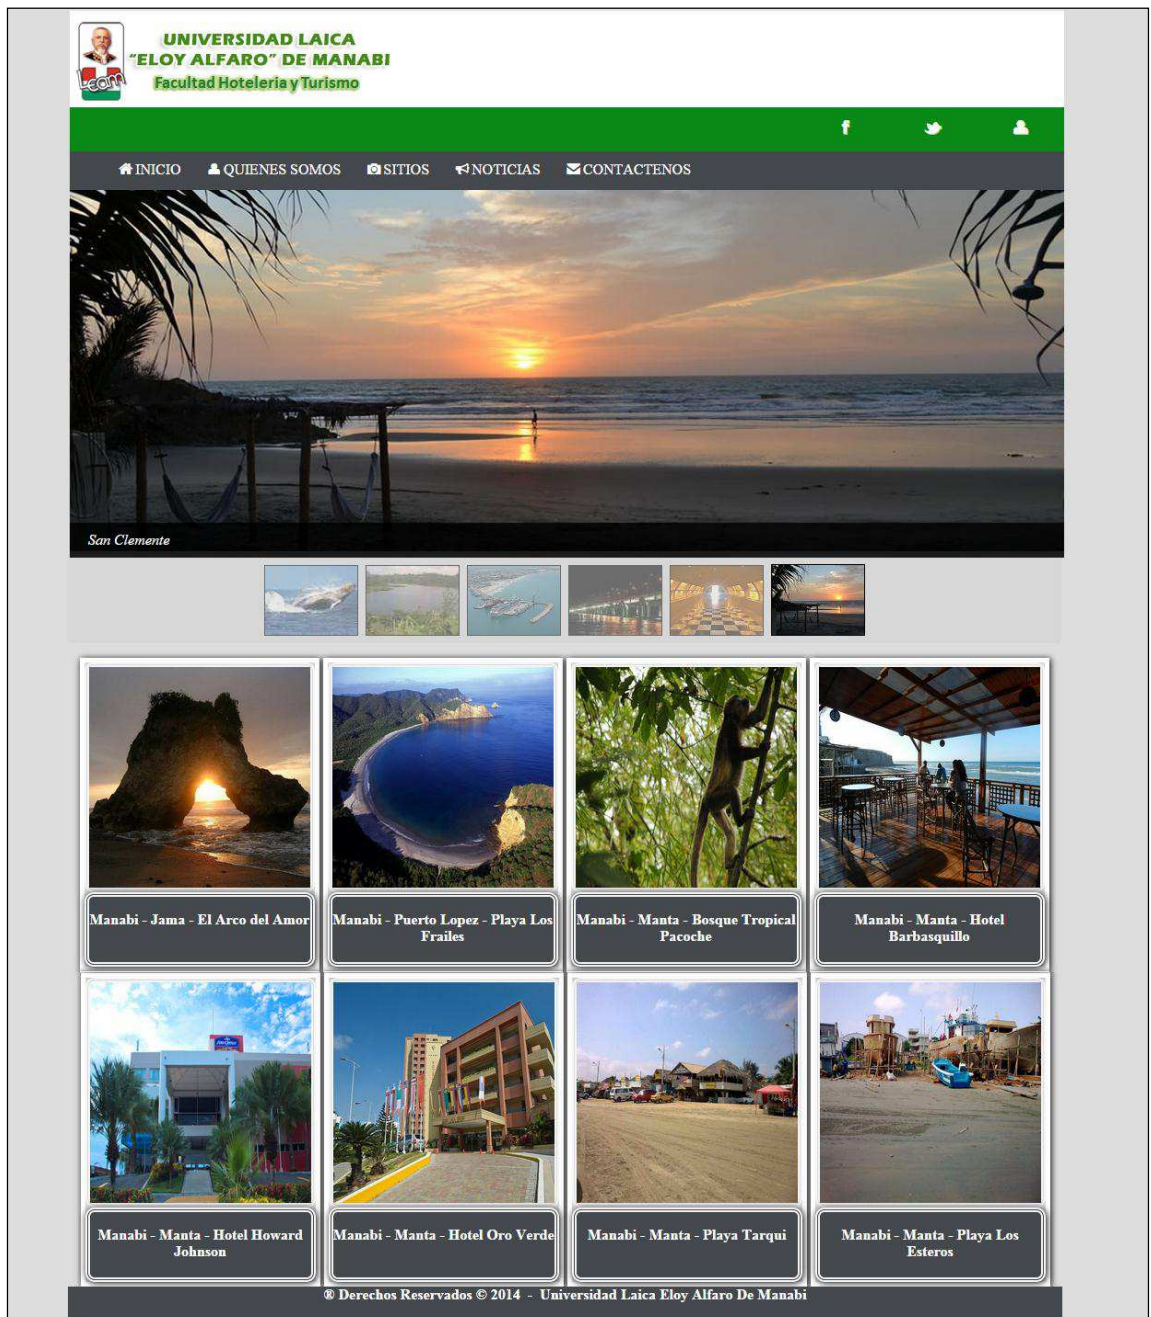 UNIVERSIDAD LAICA
"ELOY ALFARO" DE MANABI
Facultad Hoteleria y Turismo
Leam
INICIO QUIENES SOMOS SITIOS NOTICIAS CONTACTENOS
San Clemente
Manabi - Jama - El Arco del Amor
Manabi - Puerto Lopez - Playa Los
Frailes
Manabi - Manta - Bosque Tropical
Pacoche
Manabi - Manta - Hotel
Barbasquillo
Manabi - Manta - Hotel Howard
Johnson
Manabi - Manta - Hotel Oro Verde
Manabi - Manta - Playa Tarqui
Manabi - Manta - Playa Los
Esteros
® Derechos Reservados © 2014 - Universidad Laica Eloy Alfaro De Manabi